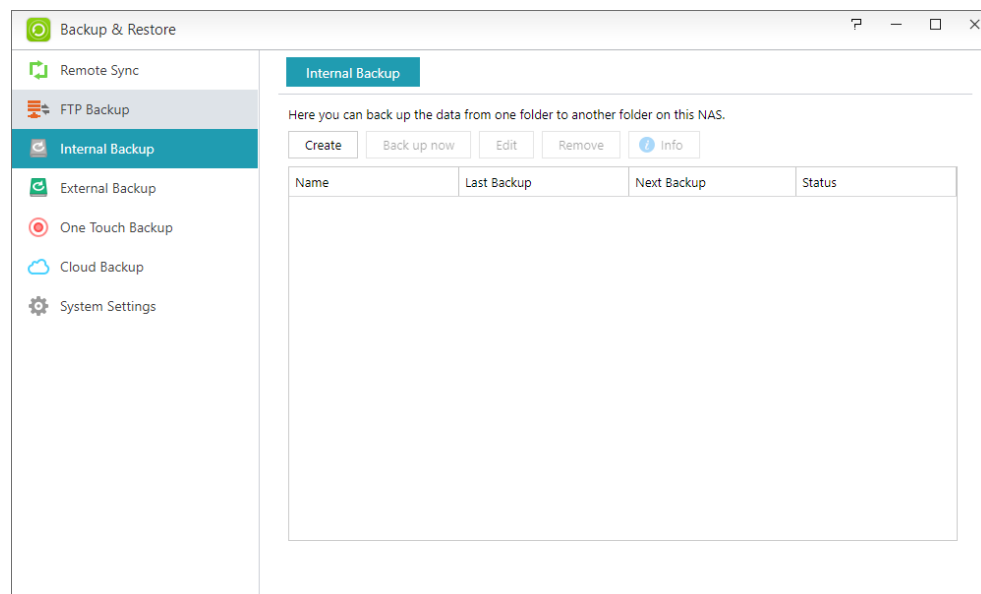 Backup & Restore
Remote Sync
FTP Backup
Internal Backup
External Backup
One Touch Backup
Cloud Backup
System Settings
Internal Backup
Here you can back up the data from one folder to another folder on this NAS.
Create Back up now Edit Remove Info
Name Last Backup Next Backup Status